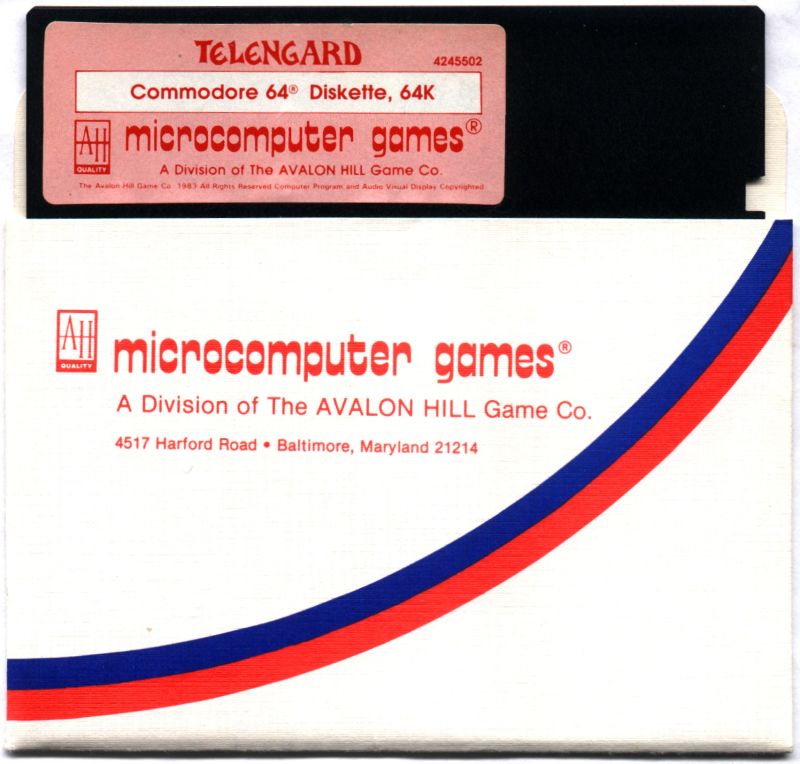 TELENGARD
4245502
Commodore 64® Diskette, 64K
AH
QUALITY
microcomputer games®
A Division of The AVALON HILL Game Co.
The Avalon Hill Game Co. 1983 All Rights Reserved Computer Program and Audio Visual Display Copyrighted
AH
QUALITY
microcomputer games®
A Division of The AVALON HILL Game Co.
4517 Harford Road • Baltimore, Maryland 21214